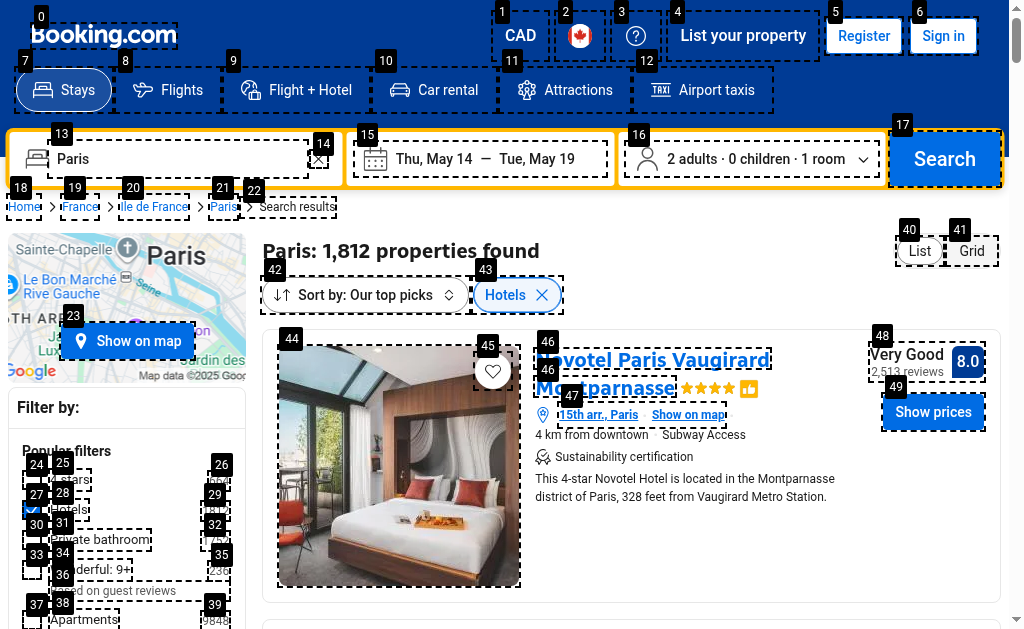 Booking.com
CAD
List your property
Register
Sign in
Stays
Flights
Flight + Hotel
Car rental
Attractions
Airport taxis
Paris
Thu, May 14 — Tue, May 19
2 adults · 0 children · 1 room
Search
Home
France
Ile de France
Paris
Search results
Sainte-Chapelle
Paris
Le Bon Marché
Rive Gauche
Seine
Show on map
Jardin des
Google
Map data ©2025 Goo
Paris: 1,812 properties found
List
Grid
Sort by: Our top picks
Hotels
Filter by:
Popular filters
stars
Hotels
Private bathroom
9+
236
Based on guest reviews
Apartments
9848
Novotel Paris Vaugirard
Montparnasse
15th arr., Paris
Show on map
4 km from downtown · Subway Access
Sustainability certification
This 4-star Novotel Hotel is located in the Montparnasse
district of Paris, 328 feet from Vaugirard Metro Station.
Very Good
2,513 reviews
8.0
Show prices
0
1
2
3
4
5
6
7
8
9
10
11
12
13
14
15
16
17
18
19
20
21
22
23
24
25
26
27
28
29
30
31
32
33
34
35
36
37
38
39
40
41
42
43
44
45
46
46
47
48
49